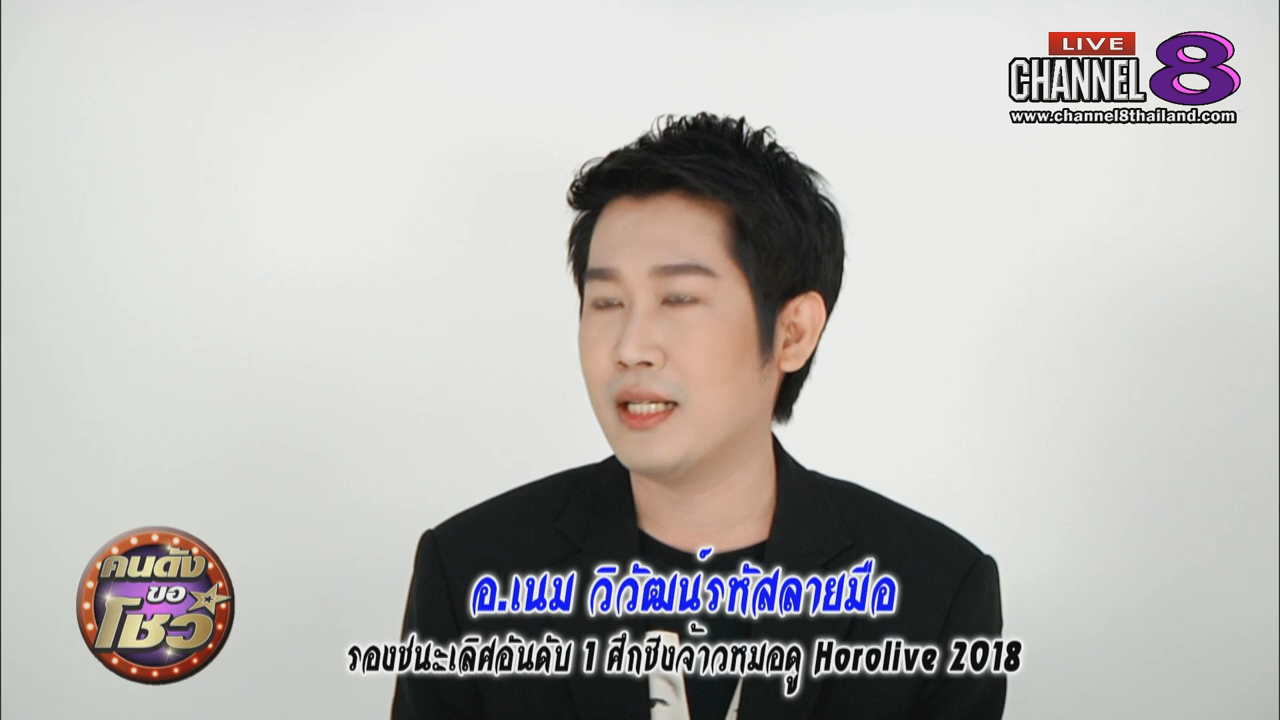 LIVE
CHANNEL 8
www.channel8thailand.com
คนดัง
ขอ
โชว์
อ.เนม วิวัฒน์รหัสลายมือ
รองชนะเลิศอันดับ 1 ศึกชิงจ้าวหมอดู Horolive 2018